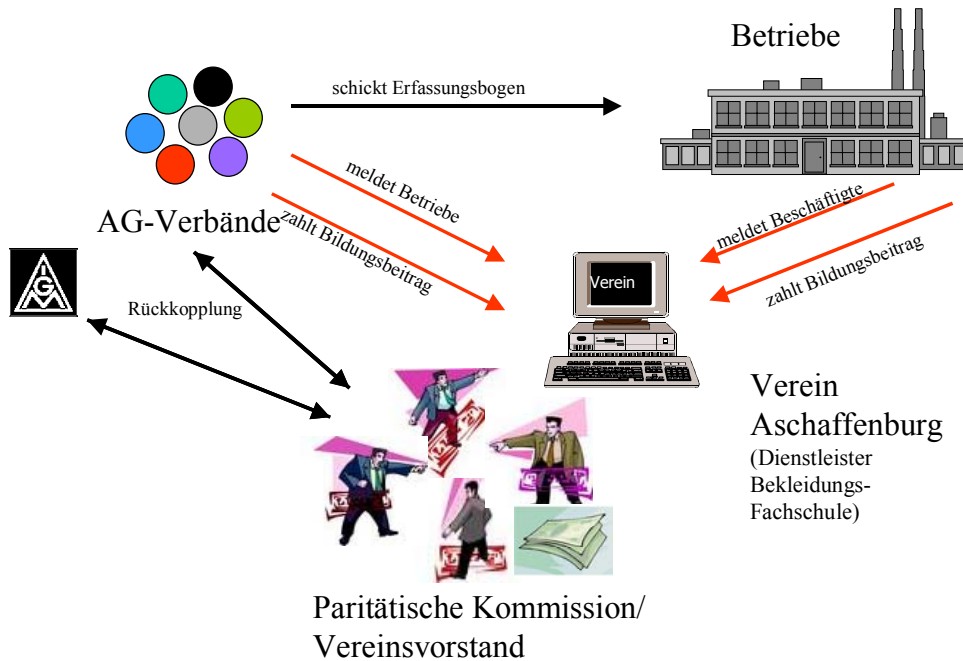 Betriebe
schickt Erfassungsbogen
meldet Betriebe
zahlt Bildungsbeitrag
AG-Verbände
meldet Beschäftigte
zahlt Bildungsbeitrag
Verein
IGM
Rückkopplung
Verein
Aschaffenburg
(Dienstleister
Bekleidungs-
Fachschule)
Paritätische Kommission/
Vereinsvorstand